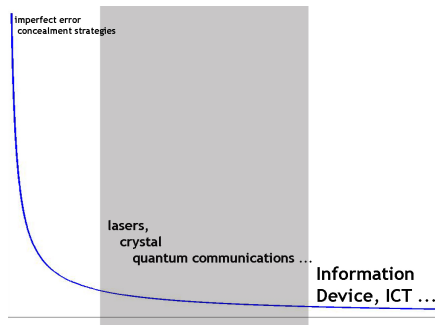 imperfect error
concealment strategies
lasers,
crystal
quantum communications ...
Information
Device, ICT ...